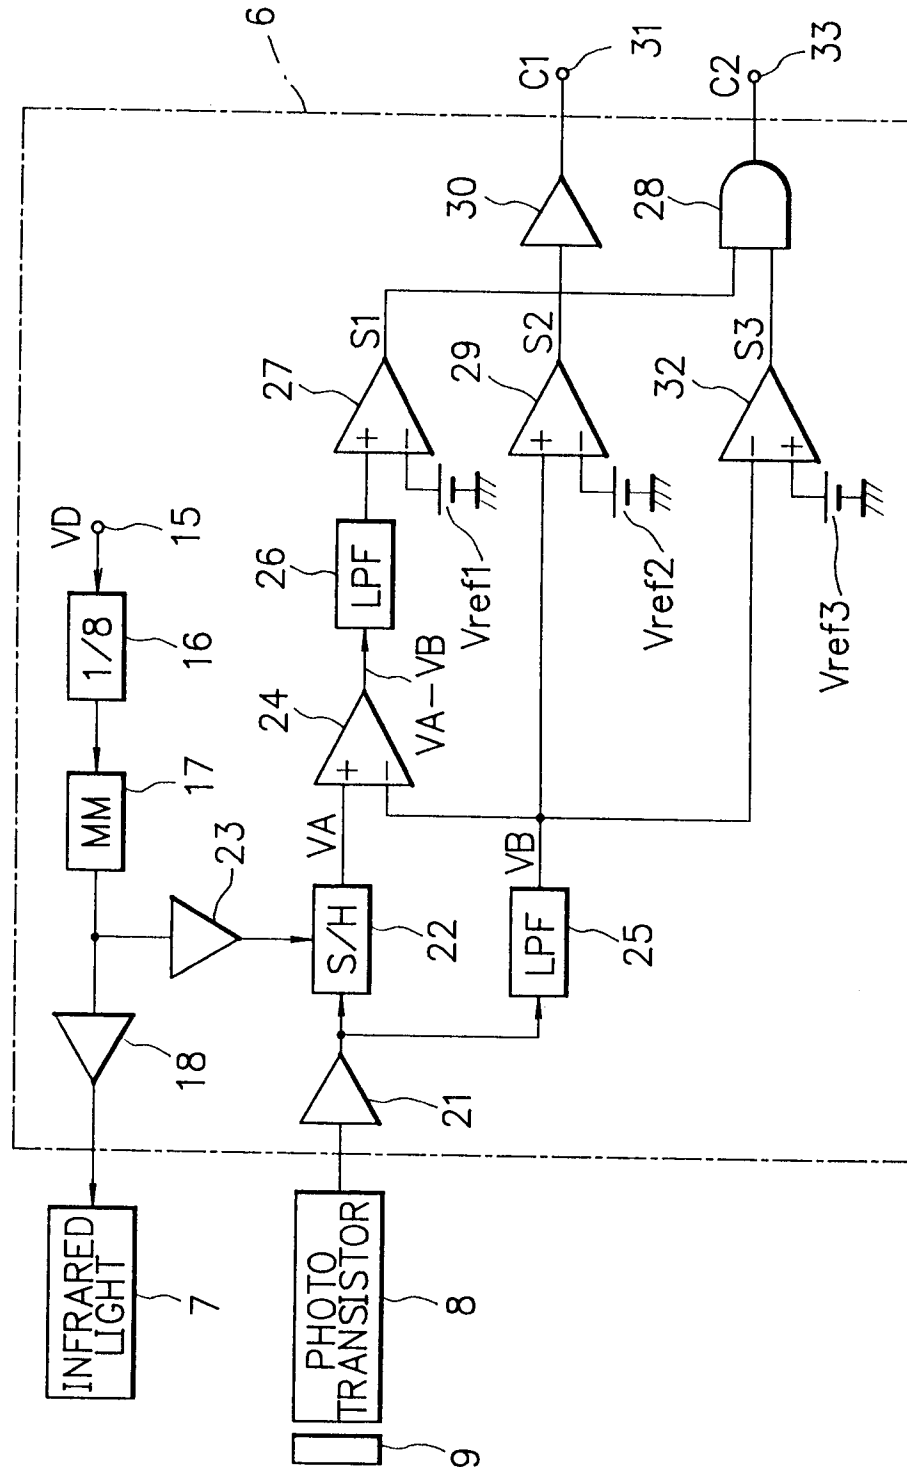 6
INFRARED
LIGHT
7
18
MM
17
1/8
16
VD
15
23
9
PHOTO
TRANSISTOR
8
21
S/H
22
VA
24
VA-VB
LPF
26
27
S1
Vref1
LPF
25
VB
29
S2
Vref2
30
C1
31
32
S3
Vref3
28
C2
33
+
−
+
−
+
−
−
+